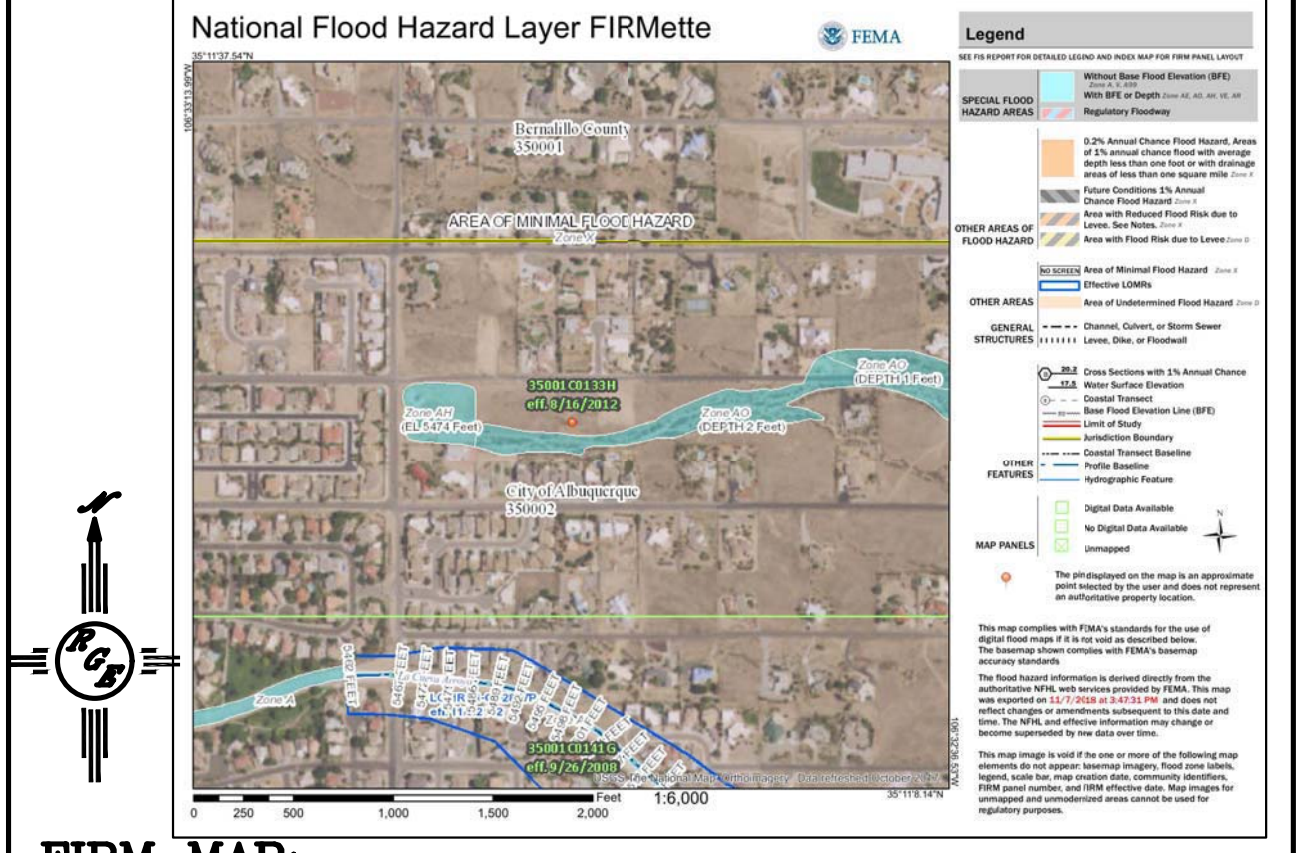 National Flood Hazard Layer FIRMette
FEMA
35°11'37.54"N
106°33'13.99"W
Bernalillo County
350001
AREA OF MINIMAL FLOOD HAZARD
Zone X
35001C0133H
eff. 8/16/2012
Zone AH
(EL 5474 Feet)
Zone AO
(DEPTH 2 Feet)
Zone AO
(DEPTH 1 Feet)
City of Albuquerque
350002
Zone A
35001C0141G
eff. 9/26/2008
USGS The National Map: Orthoimagery. Data refreshed October
106°32'36.53"W
35°11'8.14"N
Feet
1:6,000
0 250 500 1,000 1,500 2,000
RGE
FIRM MAP:
Legend
SEE FIS REPORT FOR DETAILED LEGEND AND INDEX MAP FOR FIRM PANEL LAYOUT
SPECIAL FLOOD
HAZARD AREAS
Without Base Flood Elevation (BFE)
Zone A, V, A99
With BFE or Depth Zone AE, AO, AH, VE, AR
Regulatory Floodway
0.2% Annual Chance Flood Hazard, Areas
of 1% annual chance flood with average
depth less than one foot or with drainage
areas of less than one square mile Zone X
Future Conditions 1% Annual
Chance Flood Hazard Zone X
Area with Reduced Flood Risk due to
Levee. See Notes. Zone X
Area with Flood Risk due to Levee Zone D
OTHER AREAS OF
FLOOD HAZARD
NO SCREEN Area of Minimal Flood Hazard Zone X
Effective LOMRs
OTHER AREAS
Area of Undetermined Flood Hazard Zone D
GENERAL
STRUCTURES
Channel, Culvert, or Storm Sewer
Levee, Dike, or Floodwall
20.2 Cross Sections with 1% Annual Chance
17.5 Water Surface Elevation
Coastal Transect
Base Flood Elevation Line (BFE)
Limit of Study
Jurisdiction Boundary
Coastal Transect Baseline
OTHER
FEATURES
Profile Baseline
Hydrographic Feature
Digital Data Available
No Digital Data Available
MAP PANELS
Unmapped
N
The pin displayed on the map is an approximate
point selected by the user and does not represent
an authoritative property location.
This map complies with FEMA's standards for the use of
digital flood maps if it is not void as described below.
The basemap shown complies with FEMA's basemap
accuracy standards
The flood hazard information is derived directly from the
authoritative NFHL web services provided by FEMA. This map
was exported on 11/7/2018 at 3:47:31 PM and does not
reflect changes or amendments subsequent to this date and
time. The NFHL and effective information may change or
become superseded by new data over time.
This map image is void if the one or more of the following map
elements do not appear: basemap imagery, flood zone labels,
legend, scale bar, map creation date, community identifiers,
FIRM panel number, and FIRM effective date. Map images for
unmapped and unmodernized areas cannot be used for
regulatory purposes.